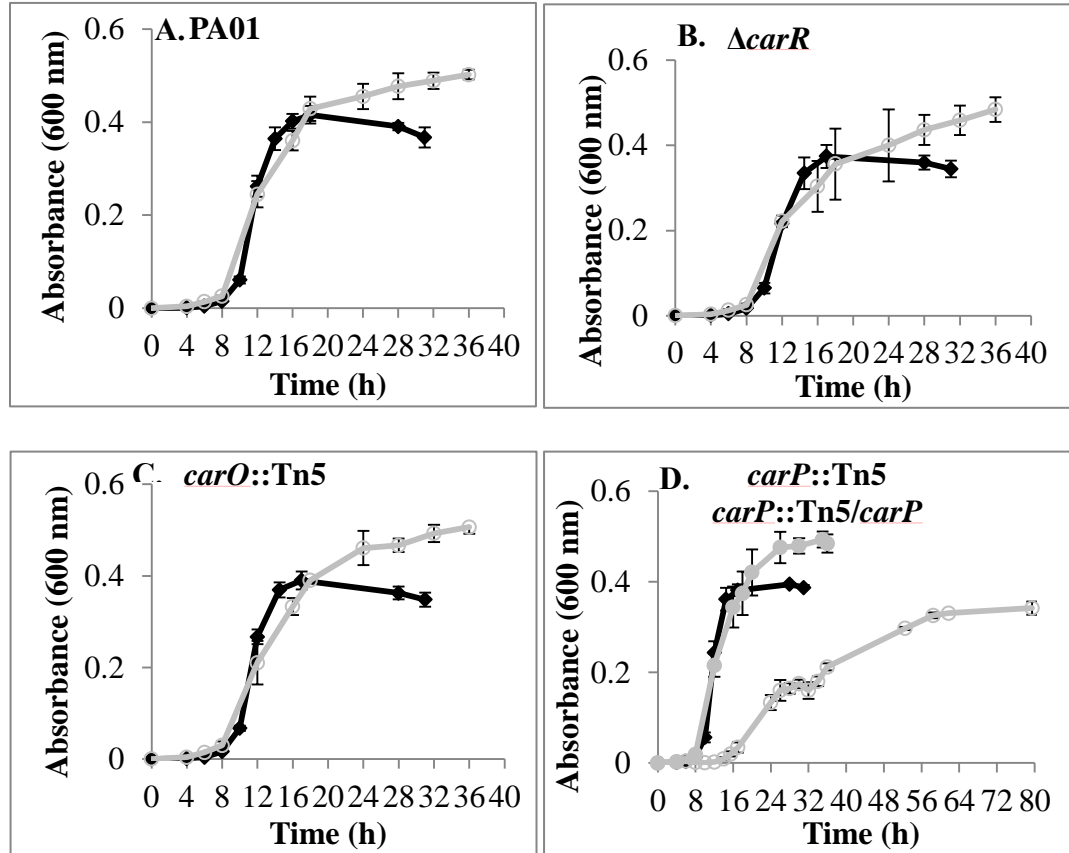 A. PA01
0.6
0.4
0.2
0
Absorbance (600 nm)
0 4 8 12 16 20 24 28 32 36 40
Time (h)
B. ΔcarR
0.6
0.4
0.2
0
Absorbance (600 nm)
0 4 8 12 16 20 24 28 32 36 40
Time (h)
C. carO::Tn5
0.6
0.4
0.2
0
Absorbance (600 nm)
0 4 8 12 16 20 24 28 32 36 40
Time (h)
D. carP::Tn5
carP::Tn5/carP
0.6
0.4
0.2
0
Absorbance (600 nm)
0 8 16 24 32 40 48 56 64 72 80
Time (h)